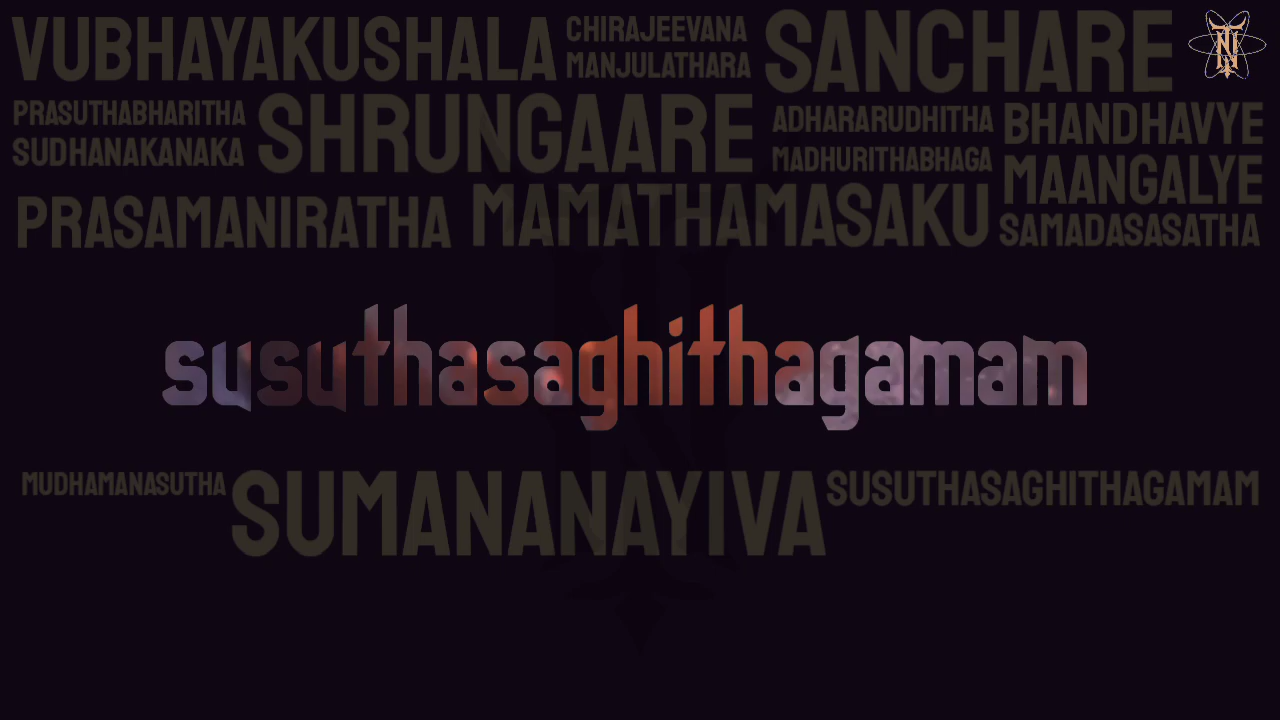 VUBHAYAKUSHALA
CHIRAJEEVANA
MANJULATHARA
SANCHARE
PRASUTHABHARITHA
SUDHANAKANAKA
SHRUNGAARE
ADHARARUDHITHA
MADHURITHABHAGA
BHANDHAVYE
MAANGALYE
PRASAMANIRATHA
MAMATHAMASAKU
SAMADASASATHA
susuthasaghithagamam
MUDHAMANASUTHA
SUMANANAYIVA
SUSUTHASAGHITHAGAMAM